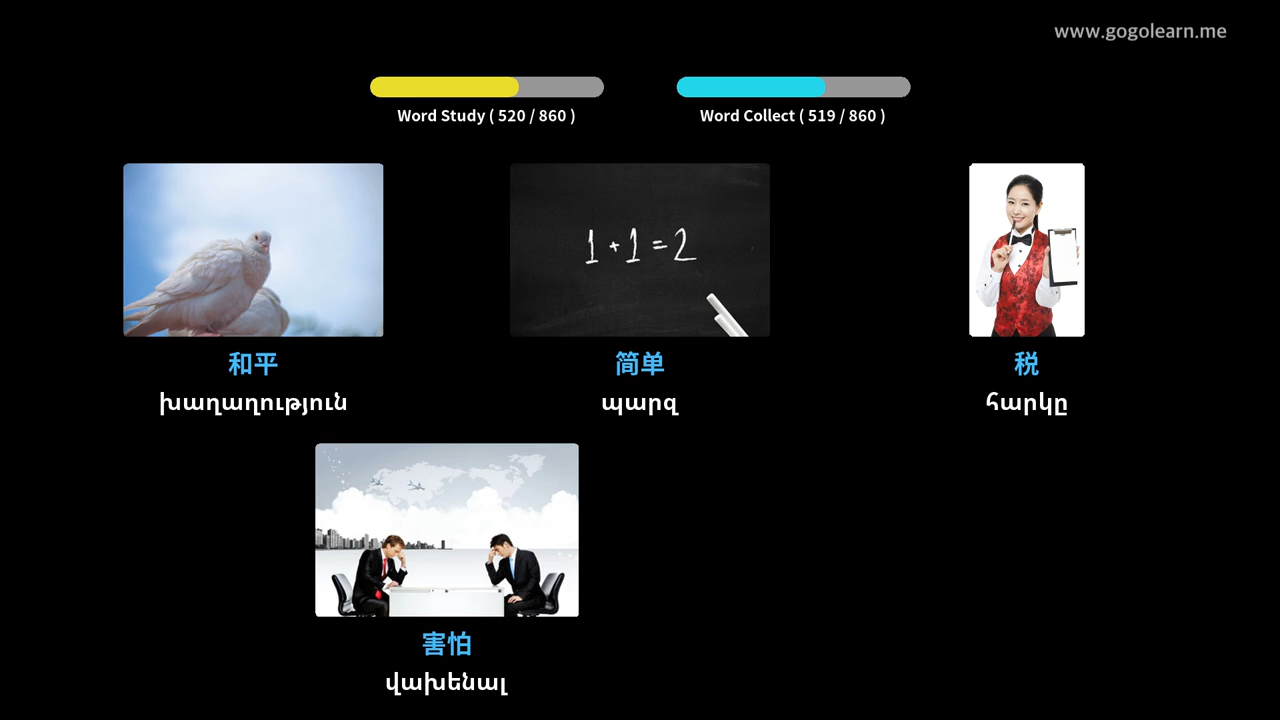 www.gogolearn.me
Word Study ( 520 / 860 )
Word Collect ( 519 / 860 )
1+1=2
和平
խաղաղություն
简单
պարզ
税
հարկը
害怕
վախենալ